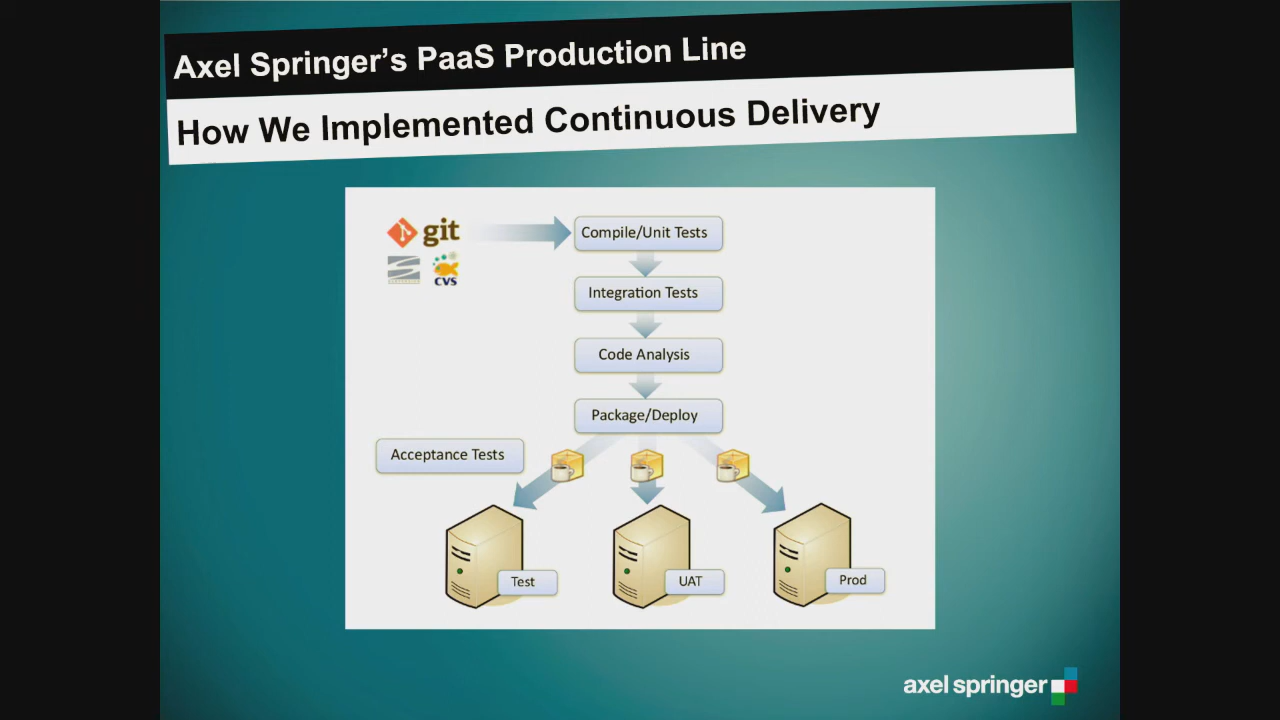 Axel Springer’s PaaS Production Line
How We Implemented Continuous Delivery
git
CVS
Compile/Unit Tests
Integration Tests
Code Analysis
Package/Deploy
Acceptance Tests
Test
UAT
Prod
axel springer